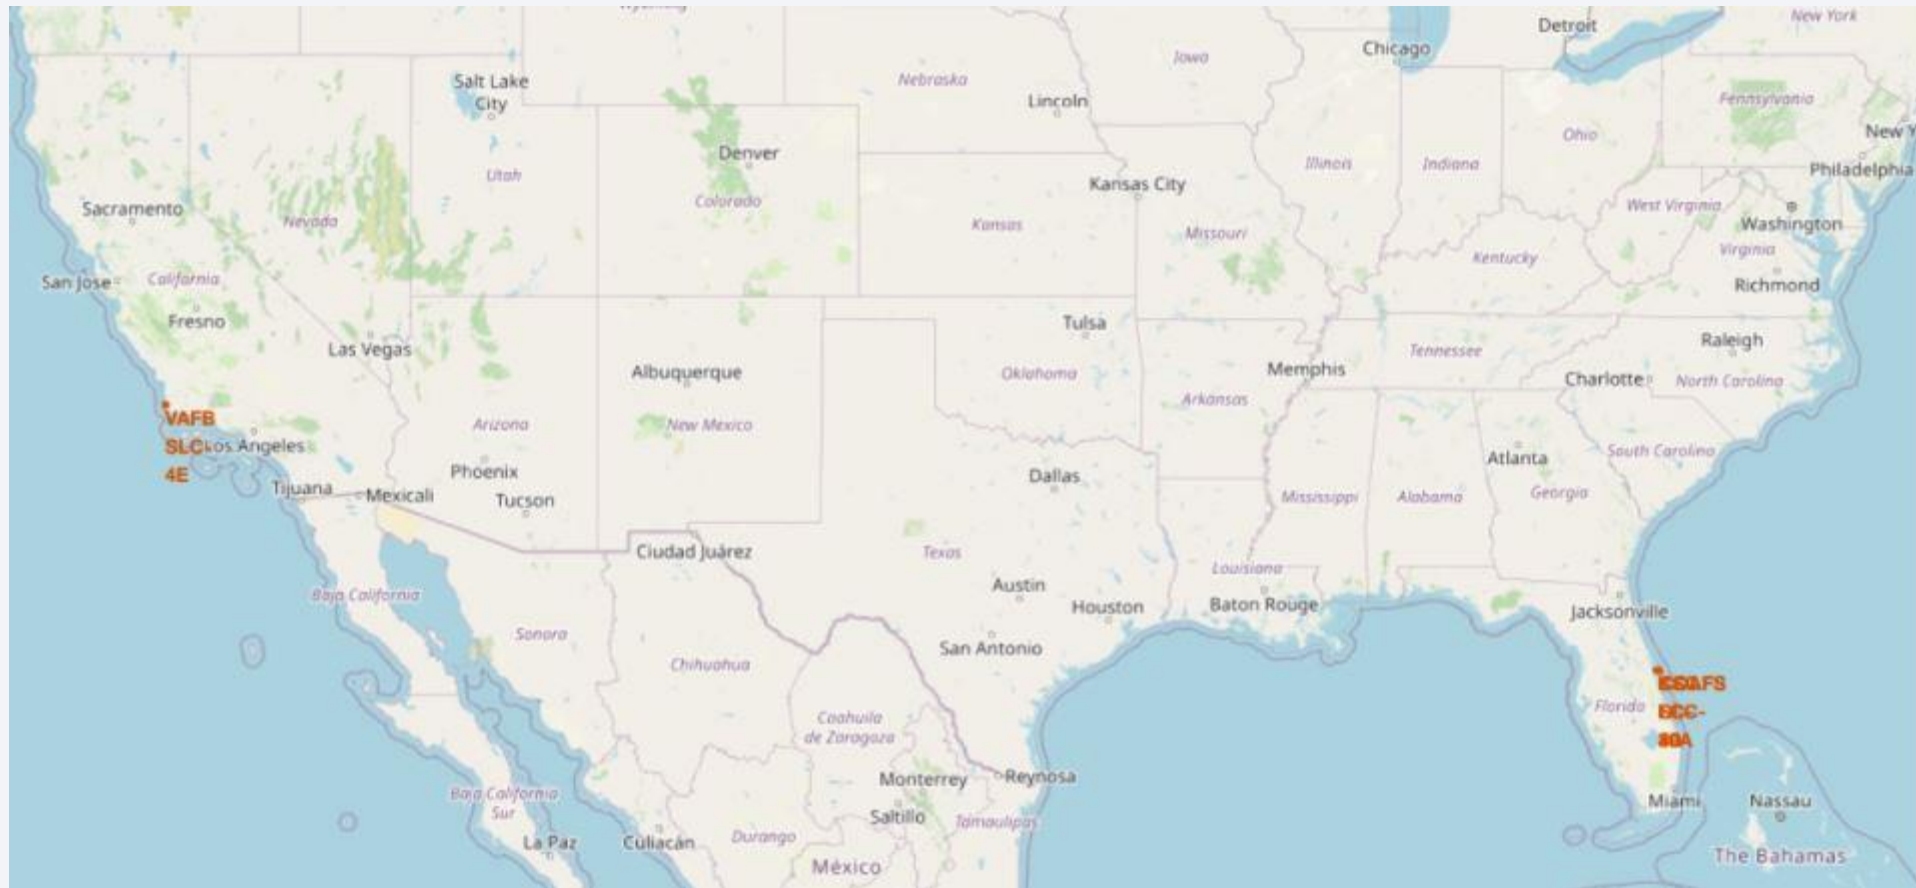 Wyoming
Detroit
New York
Chicago
Iowa
Salt Lake
City
Nebraska
Lincoln
Pennsylvania
New Y
Ohio
Denver
Illinois
Indiana
Philadelphia
Utah
Kansas City
Colorado
Sacramento
West Virginia
Nevada
Kansas
Missouri
Washington
Virginia
Kentucky
San Jose
California
Richmond
Fresno
Tulsa
Las Vegas
Tennessee
Raleigh
Albuquerque
Oklahoma
Memphis
Charlotte
North Carolina
Arkansas
VAFB
SLC-
4E
Los Angeles
Arizona
New Mexico
South Carolina
Atlanta
Phoenix
Dallas
Tijuana
Mexicali
Tucson
Mississippi
Alabama
Georgia
Ciudad Juárez
Texas
Louisiana
Austin
Baja California
Houston
Baton Rouge
Jacksonville
Sonora
San Antonio
Chihuahua
Florida
Coahuila
de Zaragoza
Monterrey
Reynosa
Baja California
Sur
Miami
Nassau
Saltillo
Tamaulipas
La Paz
Culiacán
Durango
México
The Bahamas